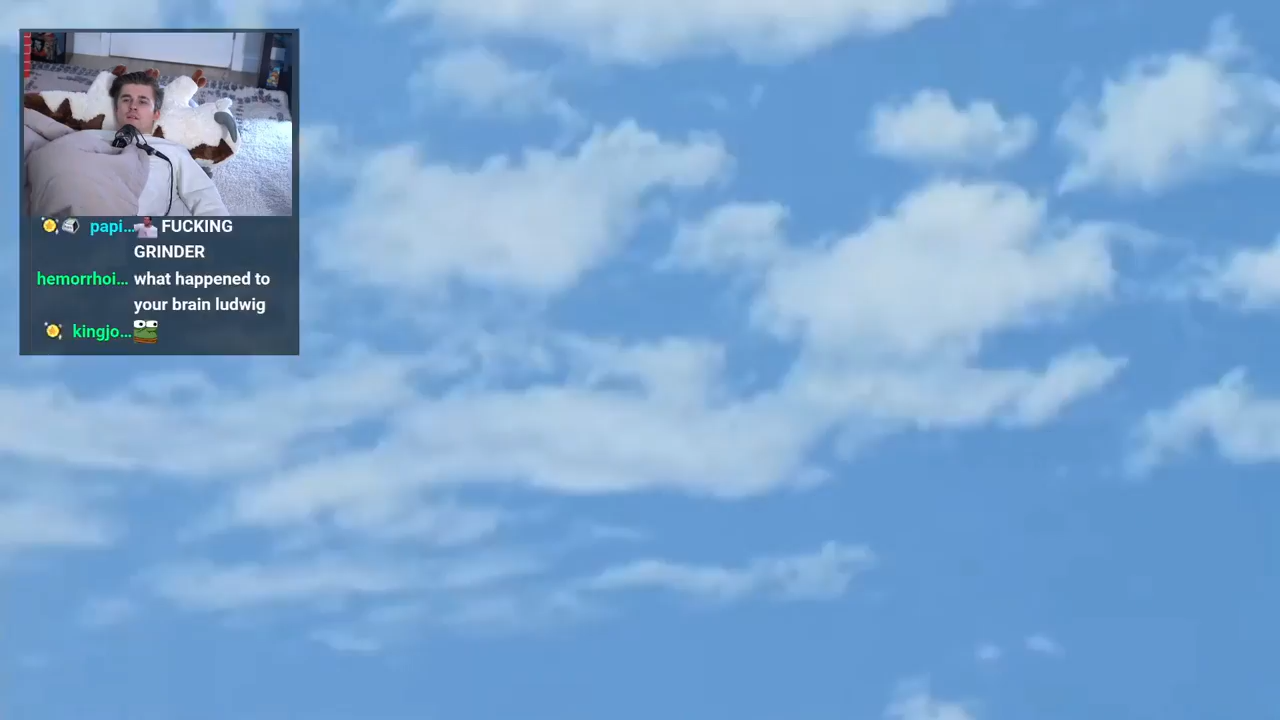 papi... FUCKING
GRINDER
hemorrhoi... what happened to
your brain ludwig
kingjo...